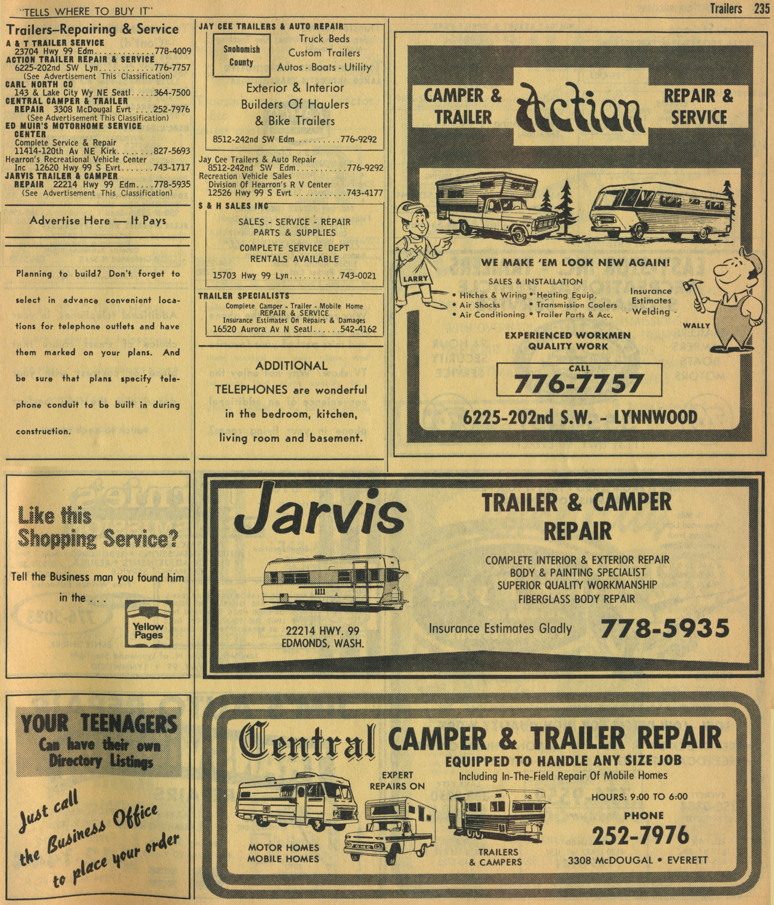 "TELLS WHERE TO BUY IT"
Trailers 235
Trailers—Repairing & Service
A & T TRAILER SERVICE
23704 Hwy 99 Edm..............778-4009
ACTION TRAILER REPAIR & SERVICE
6225-202nd SW Lyn............776-7757
(See Advertisement This Classification)
CARL NORTH CO
143 & Lake City Wy NE Seatl....364-7500
CENTRAL CAMPER & TRAILER
REPAIR 3308 McDougal Evrt ...252-7976
(See Advertisement This Classification)
ED MUIR'S MOTORHOME SERVICE
CENTER
Complete Service & Repair
11414-120th Av NE Kirk.......827-5693
Hearron's Recreational Vehicle Center
Inc 12620 Hwy 99 S Evrt......743-1717
JARVIS TRAILER & CAMPER
REPAIR 22214 Hwy 99 Edm....778-5935
(See Advertisement This Classification)
Advertise Here — It Pays
Planning to build? Don't forget to
select in advance convenient loca-
tions for telephone outlets and have
them marked on your plans. And
be sure that plans specify tele-
phone conduit to be built in during
construction.
JAY CEE TRAILERS & AUTO REPAIR
Snohomish
County
Truck Beds
Custom Trailers
Autos - Boats - Utility
Exterior & Interior
Builders Of Haulers
& Bike Trailers
8512-242nd SW Edm ...........776-9292
Jay Cee Trailers & Auto Repair
8512-242nd SW Edm ...........776-9292
Recreation Vehicle Sales
Division Of Hearron's R V Center
12526 Hwy 99 S Evrt ...........743-4177
S & H SALES INC
SALES - SERVICE - REPAIR
PARTS & SUPPLIES
COMPLETE SERVICE DEPT
RENTALS AVAILABLE
15703 Hwy 99 Lyn..............743-0021
TRAILER SPECIALISTS
Complete Camper - Trailer - Mobile Home
REPAIR & SERVICE
Insurance Estimates On Repairs & Damages
16520 Aurora Av N Seatl......542-4162
ADDITIONAL
TELEPHONES are wonderful
in the bedroom, kitchen,
living room and basement.
CAMPER &
TRAILER
Action
REPAIR &
SERVICE
LARRY
WE MAKE 'EM LOOK NEW AGAIN!
SALES & INSTALLATION
• Hitches & Wiring • Heating Equip.
• Air Shocks • Transmission Coolers
• Air Conditioning • Trailer Parts & Acc.
Insurance
Estimates
- Welding -
WALLY
EXPERIENCED WORKMEN
QUALITY WORK
CALL
776-7757
6225-202nd S.W. - LYNNWOOD
Like this
Shopping Service?
Tell the Business man you found him
in the . . .
Yellow
Pages
Jarvis
TRAILER & CAMPER
REPAIR
COMPLETE INTERIOR & EXTERIOR REPAIR
BODY & PAINTING SPECIALIST
SUPERIOR QUALITY WORKMANSHIP
FIBERGLASS BODY REPAIR
22214 HWY. 99
EDMONDS, WASH.
Insurance Estimates Gladly 778-5935
YOUR TEENAGERS
Can have their own
Directory Listings
Just call
the Business Office
to place your order
Central CAMPER & TRAILER REPAIR
EQUIPPED TO HANDLE ANY SIZE JOB
Including In-The-Field Repair Of Mobile Homes
EXPERT
REPAIRS ON
MOTOR HOMES
MOBILE HOMES
TRAILERS
& CAMPERS
HOURS: 9:00 TO 6:00
PHONE
252-7976
3308 McDOUGAL • EVERETT